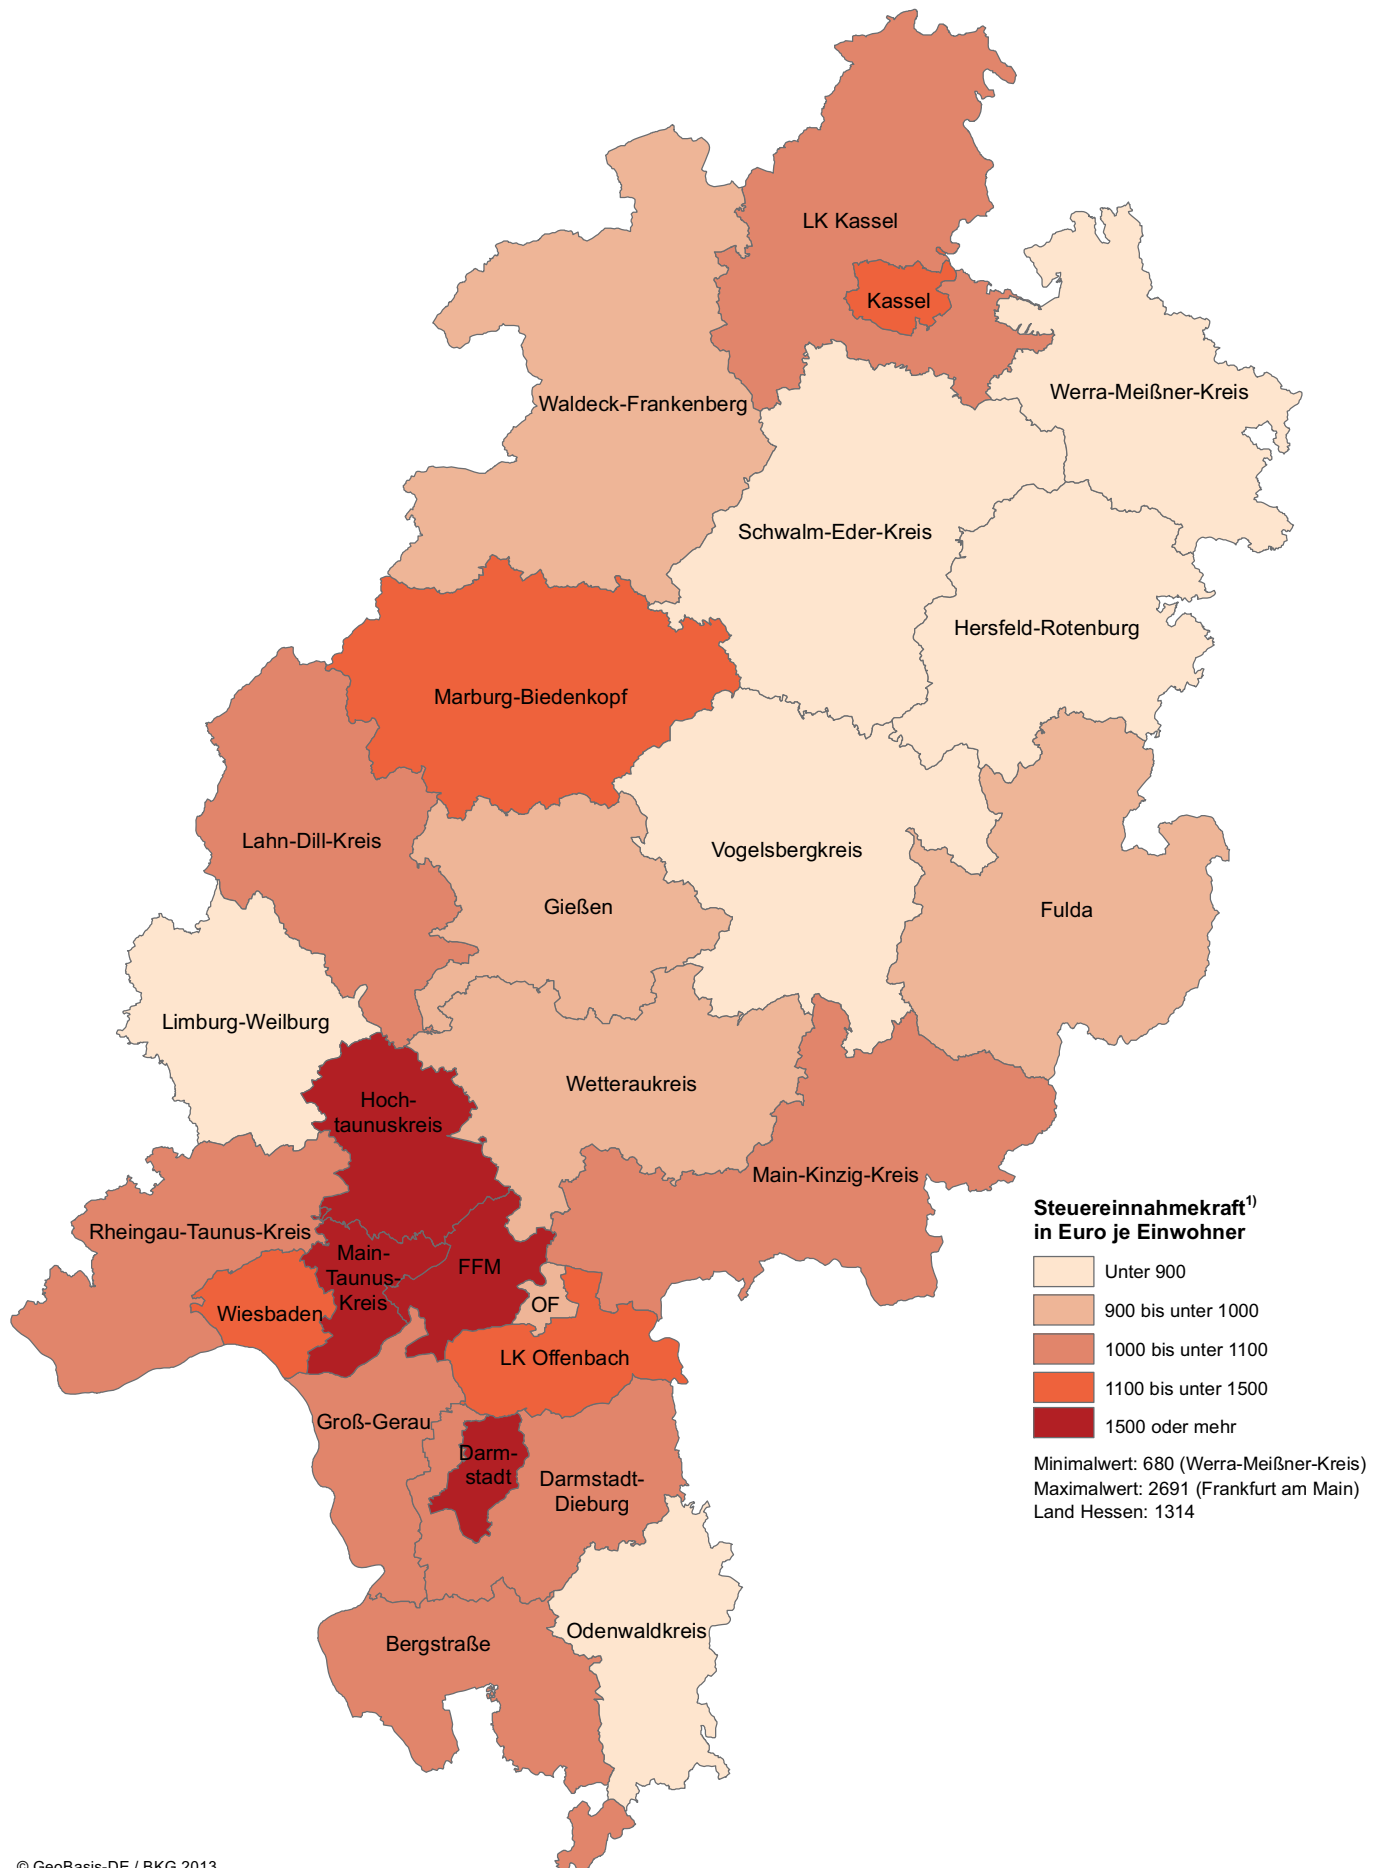 LK Kassel
Kassel
Werra-Meißner-Kreis
Waldeck-Frankenberg
Schwalm-Eder-Kreis
Hersfeld-Rotenburg
Marburg-Biedenkopf
Lahn-Dill-Kreis
Vogelsbergkreis
Gießen
Fulda
Limburg-Weilburg
Wetteraukreis
Hoch-
taunuskreis
Main-Kinzig-Kreis
Rheingau-Taunus-Kreis
Main-
Taunus-
Kreis
FFM
OF
Wiesbaden
LK Offenbach
Groß-Gerau
Darm-
stadt
Darmstadt-
Dieburg
Odenwaldkreis
Bergstraße
Steuereinnahmekraft1)
in Euro je Einwohner
Unter 900
900 bis unter 1000
1000 bis unter 1100
1100 bis unter 1500
1500 oder mehr
Minimalwert: 680 (Werra-Meißner-Kreis)
Maximalwert: 2691 (Frankfurt am Main)
Land Hessen: 1314
© GeoBasis-DE / BKG 2013